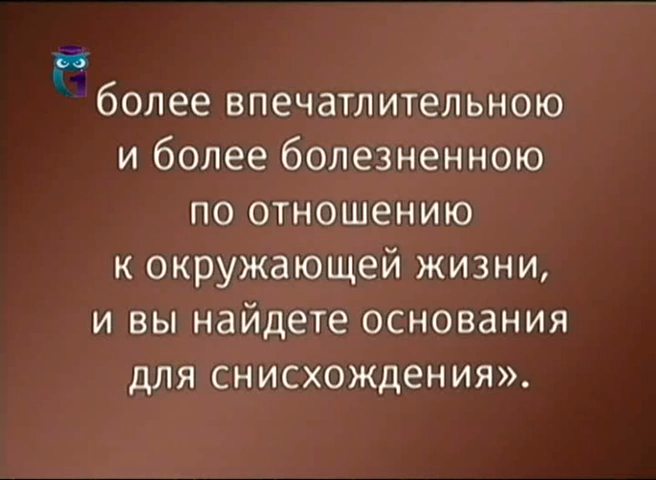 более впечатлительною
и более болезненною
по отношению
к окружающей жизни,
и вы найдете основания
для снисхождения».